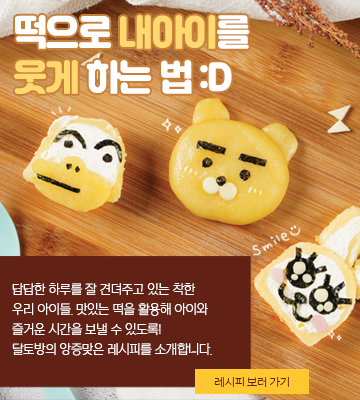 떡으로 내아이를
웃게 하는 법 :D
Smile
답답한 하루를 잘 견뎌주고 있는 착한
우리 아이들. 맛있는 떡을 활용해 아이와
즐거운 시간을 보낼 수 있도록!
달토방의 앙증맞은 레시피를 소개합니다.
레시피 보러 가기